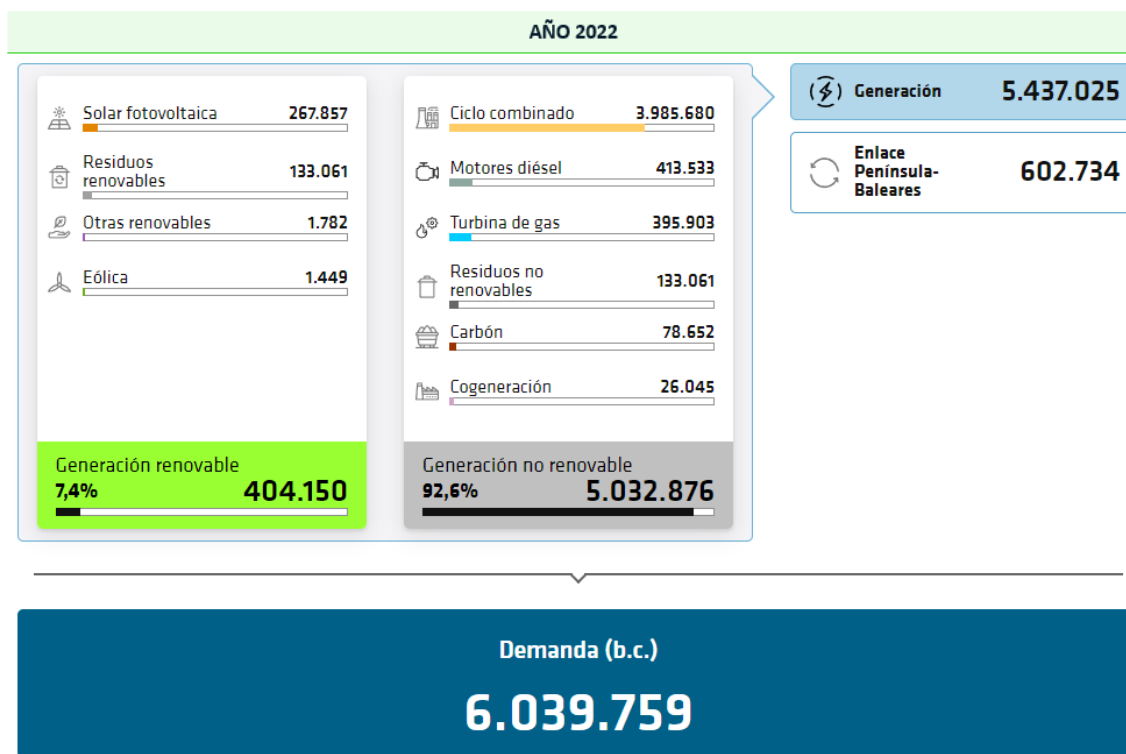 AÑO 2022
Solar fotovoltaica 267.857
Residuos
renovables 133.061
Otras renovables 1.782
Eólica 1.449
Generación renovable
7,4% 404.150
Ciclo combinado 3.985.680
Motores diésel 413.533
Turbina de gas 395.903
Residuos no
renovables 133.061
Carbón 78.652
Cogeneración 26.045
Generación no renovable
92,6% 5.032.876
Generación 5.437.025
Enlace
Península-
Baleares 602.734
Demanda (b.c.)
6.039.759